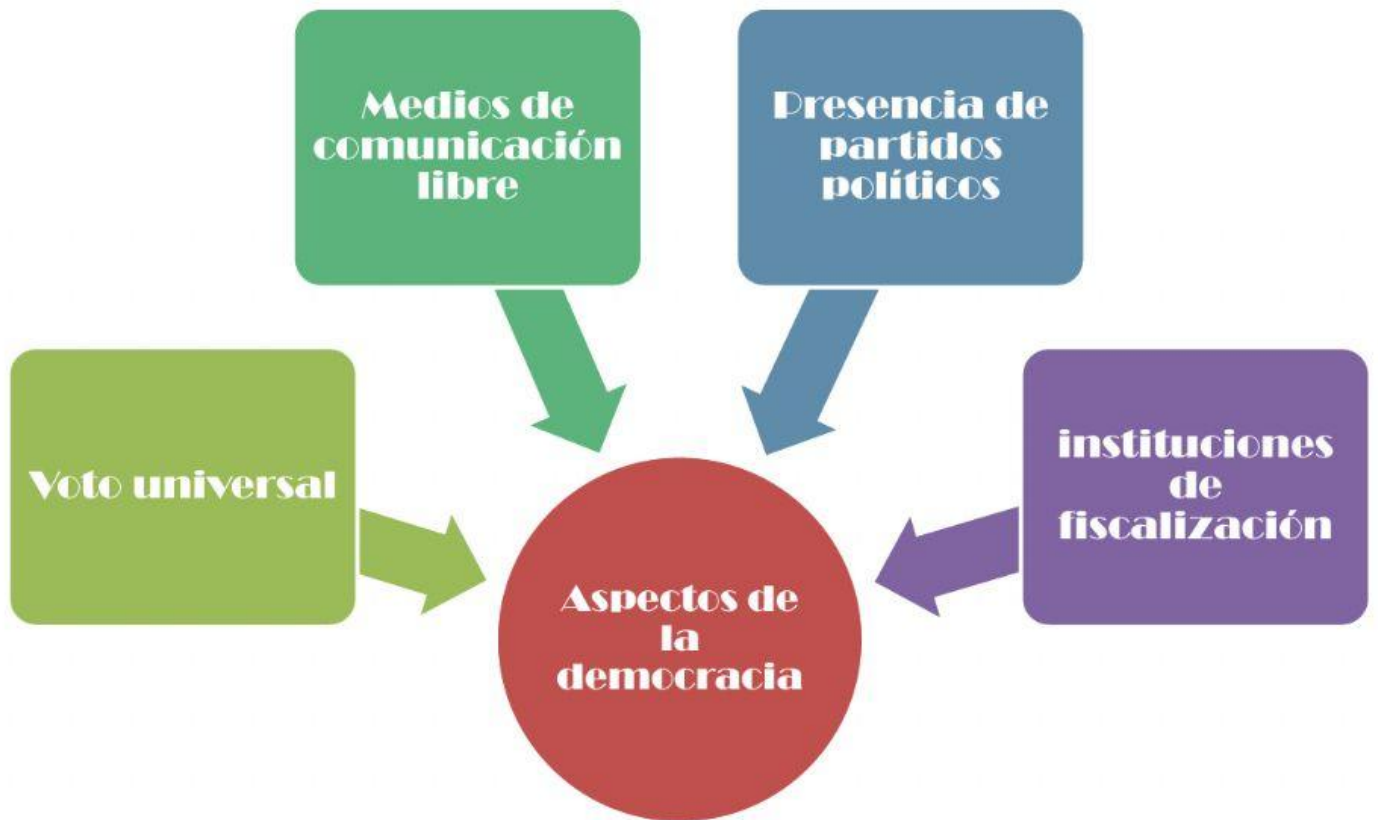 Medios de
comunicación
libre
Presencia de
partidos
políticos
Voto universal
instituciones
de
fiscalización
Aspectos de
la
democracia